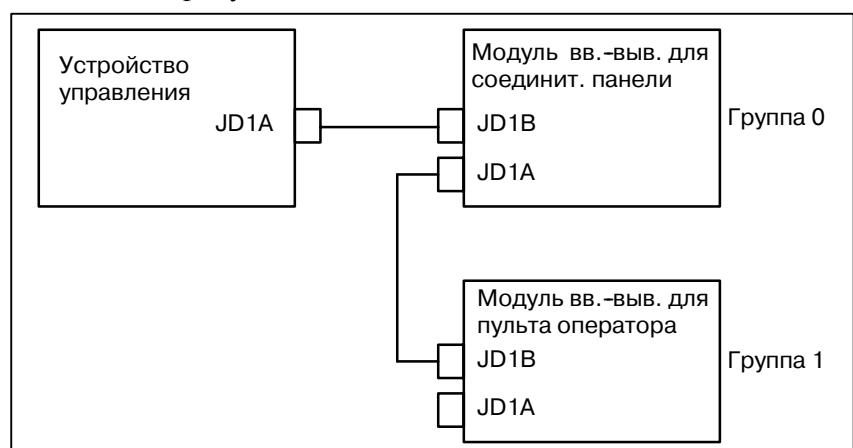 Устройство
управления
JD1A
Модуль вв.-выв. для
соединит. панели
JD1B
JD1A
Группа 0
Модуль вв.-выв. для
пульта оператора
JD1B
JD1A
Группа 1